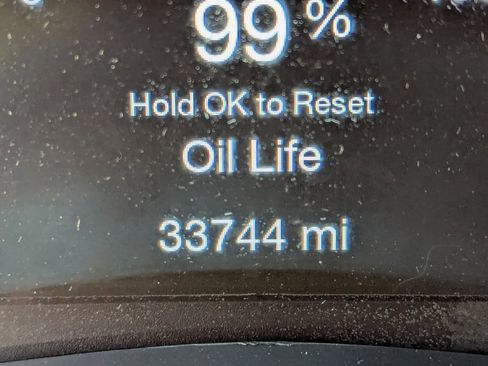 99%
Hold OK to Reset
Oil Life
33744 mi